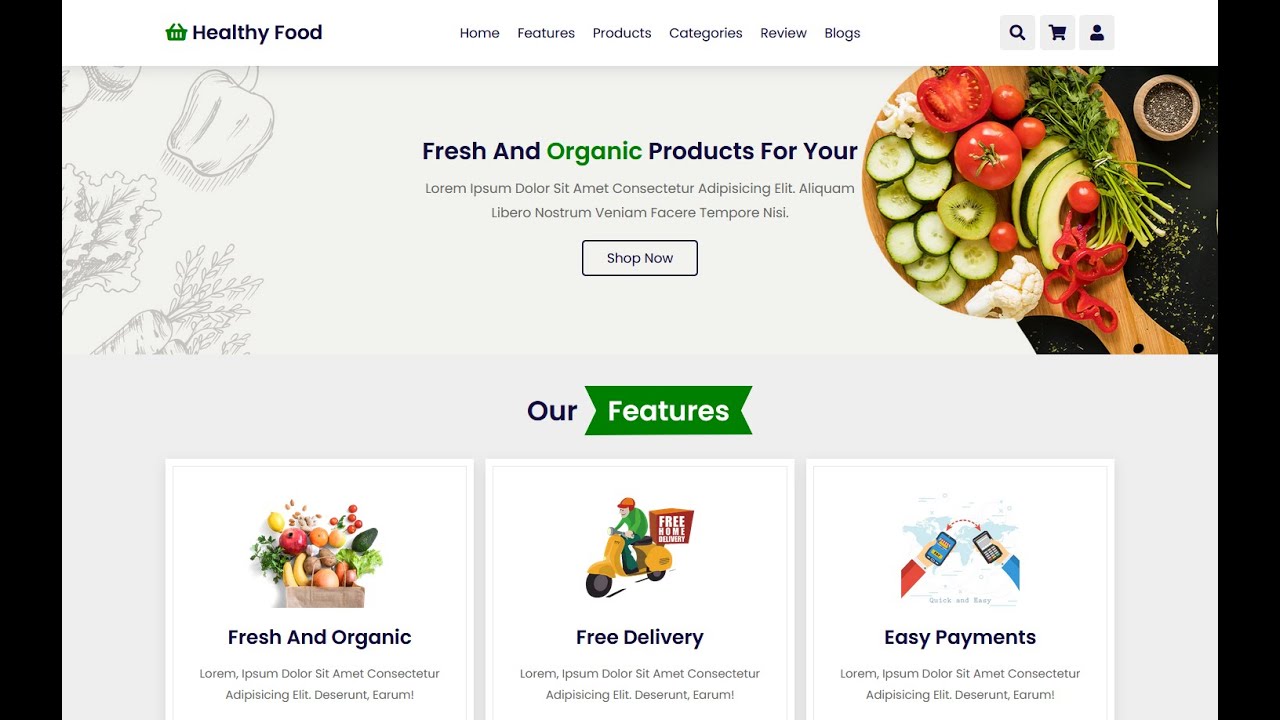 Healthy Food
Home Features Products Categories Review Blogs
Fresh And Organic Products For Your
Lorem Ipsum Dolor Sit Amet Consectetur Adipisicing Elit. Aliquam
Libero Nostrum Veniam Facere Tempore Nisi.
Shop Now
Our Features
FREE
HOME
DELIVERY
Quick and Easy
Fresh And Organic
Lorem, Ipsum Dolor Sit Amet Consectetur
Adipisicing Elit. Deserunt, Earum!
Free Delivery
Lorem, Ipsum Dolor Sit Amet Consectetur
Adipisicing Elit. Deserunt, Earum!
Easy Payments
Lorem, Ipsum Dolor Sit Amet Consectetur
Adipisicing Elit. Deserunt, Earum!